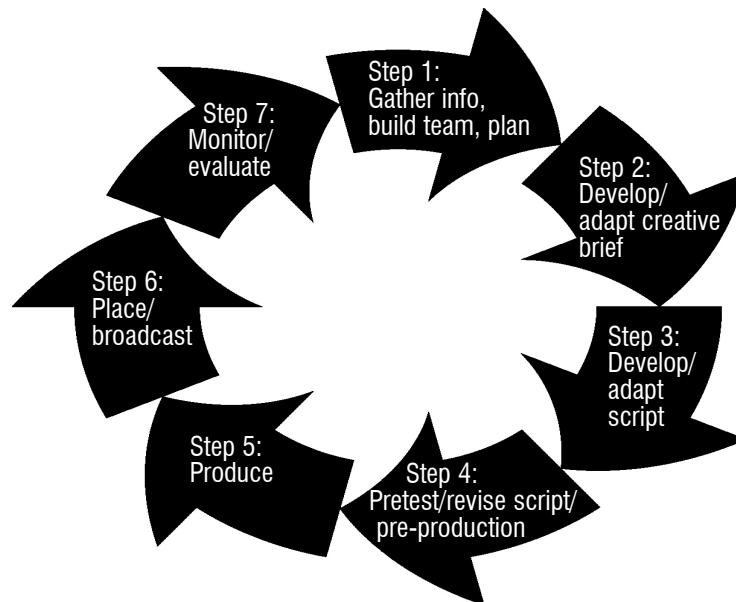 Step 1:
Gather info,
build team, plan
Step 2:
Develop/
adapt creative
brief
Step 3:
Develop/
adapt
script
Step 4:
Pretest/revise script/
pre-production
Step 5:
Produce
Step 6:
Place/
broadcast
Step 7:
Monitor/
evaluate